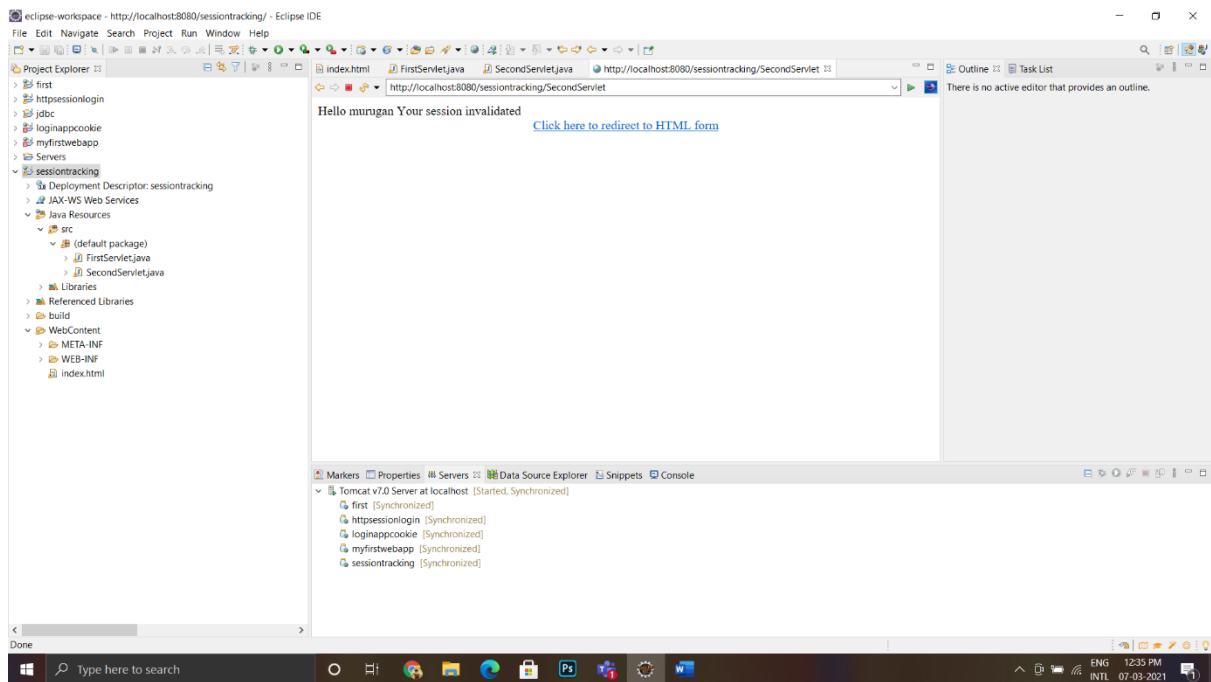 eclipse-workspace - http://localhost:8080/sessiontracking/ - Eclipse IDE
File Edit Navigate Search Project Run Window Help
Project Explorer
first
httpsessionlogin
jdbc
loginappcookie
myfirstwebapp
Servers
sessiontracking
Deployment Descriptor: sessiontracking
JAX-WS Web Services
Java Resources
src
(default package)
FirstServlet.java
SecondServlet.java
Libraries
Referenced Libraries
build
WebContent
META-INF
WEB-INF
index.html
index.html FirstServlet.java SecondServlet.java http://localhost:8080/sessiontracking/SecondServlet
http://localhost:8080/sessiontracking/SecondServlet
Hello murugan Your session invalidated
Click here to redirect to HTML form
Outline Task List
There is no active editor that provides an outline.
Markers Properties Servers Data Source Explorer Snippets Console
Tomcat v7.0 Server at localhost [Started, Synchronized]
first [Synchronized]
httpsessionlogin [Synchronized]
loginappcookie [Synchronized]
myfirstwebapp [Synchronized]
sessiontracking [Synchronized]
Done
Type here to search
Ps
ENG 12:35 PM
INTL 07-03-2021